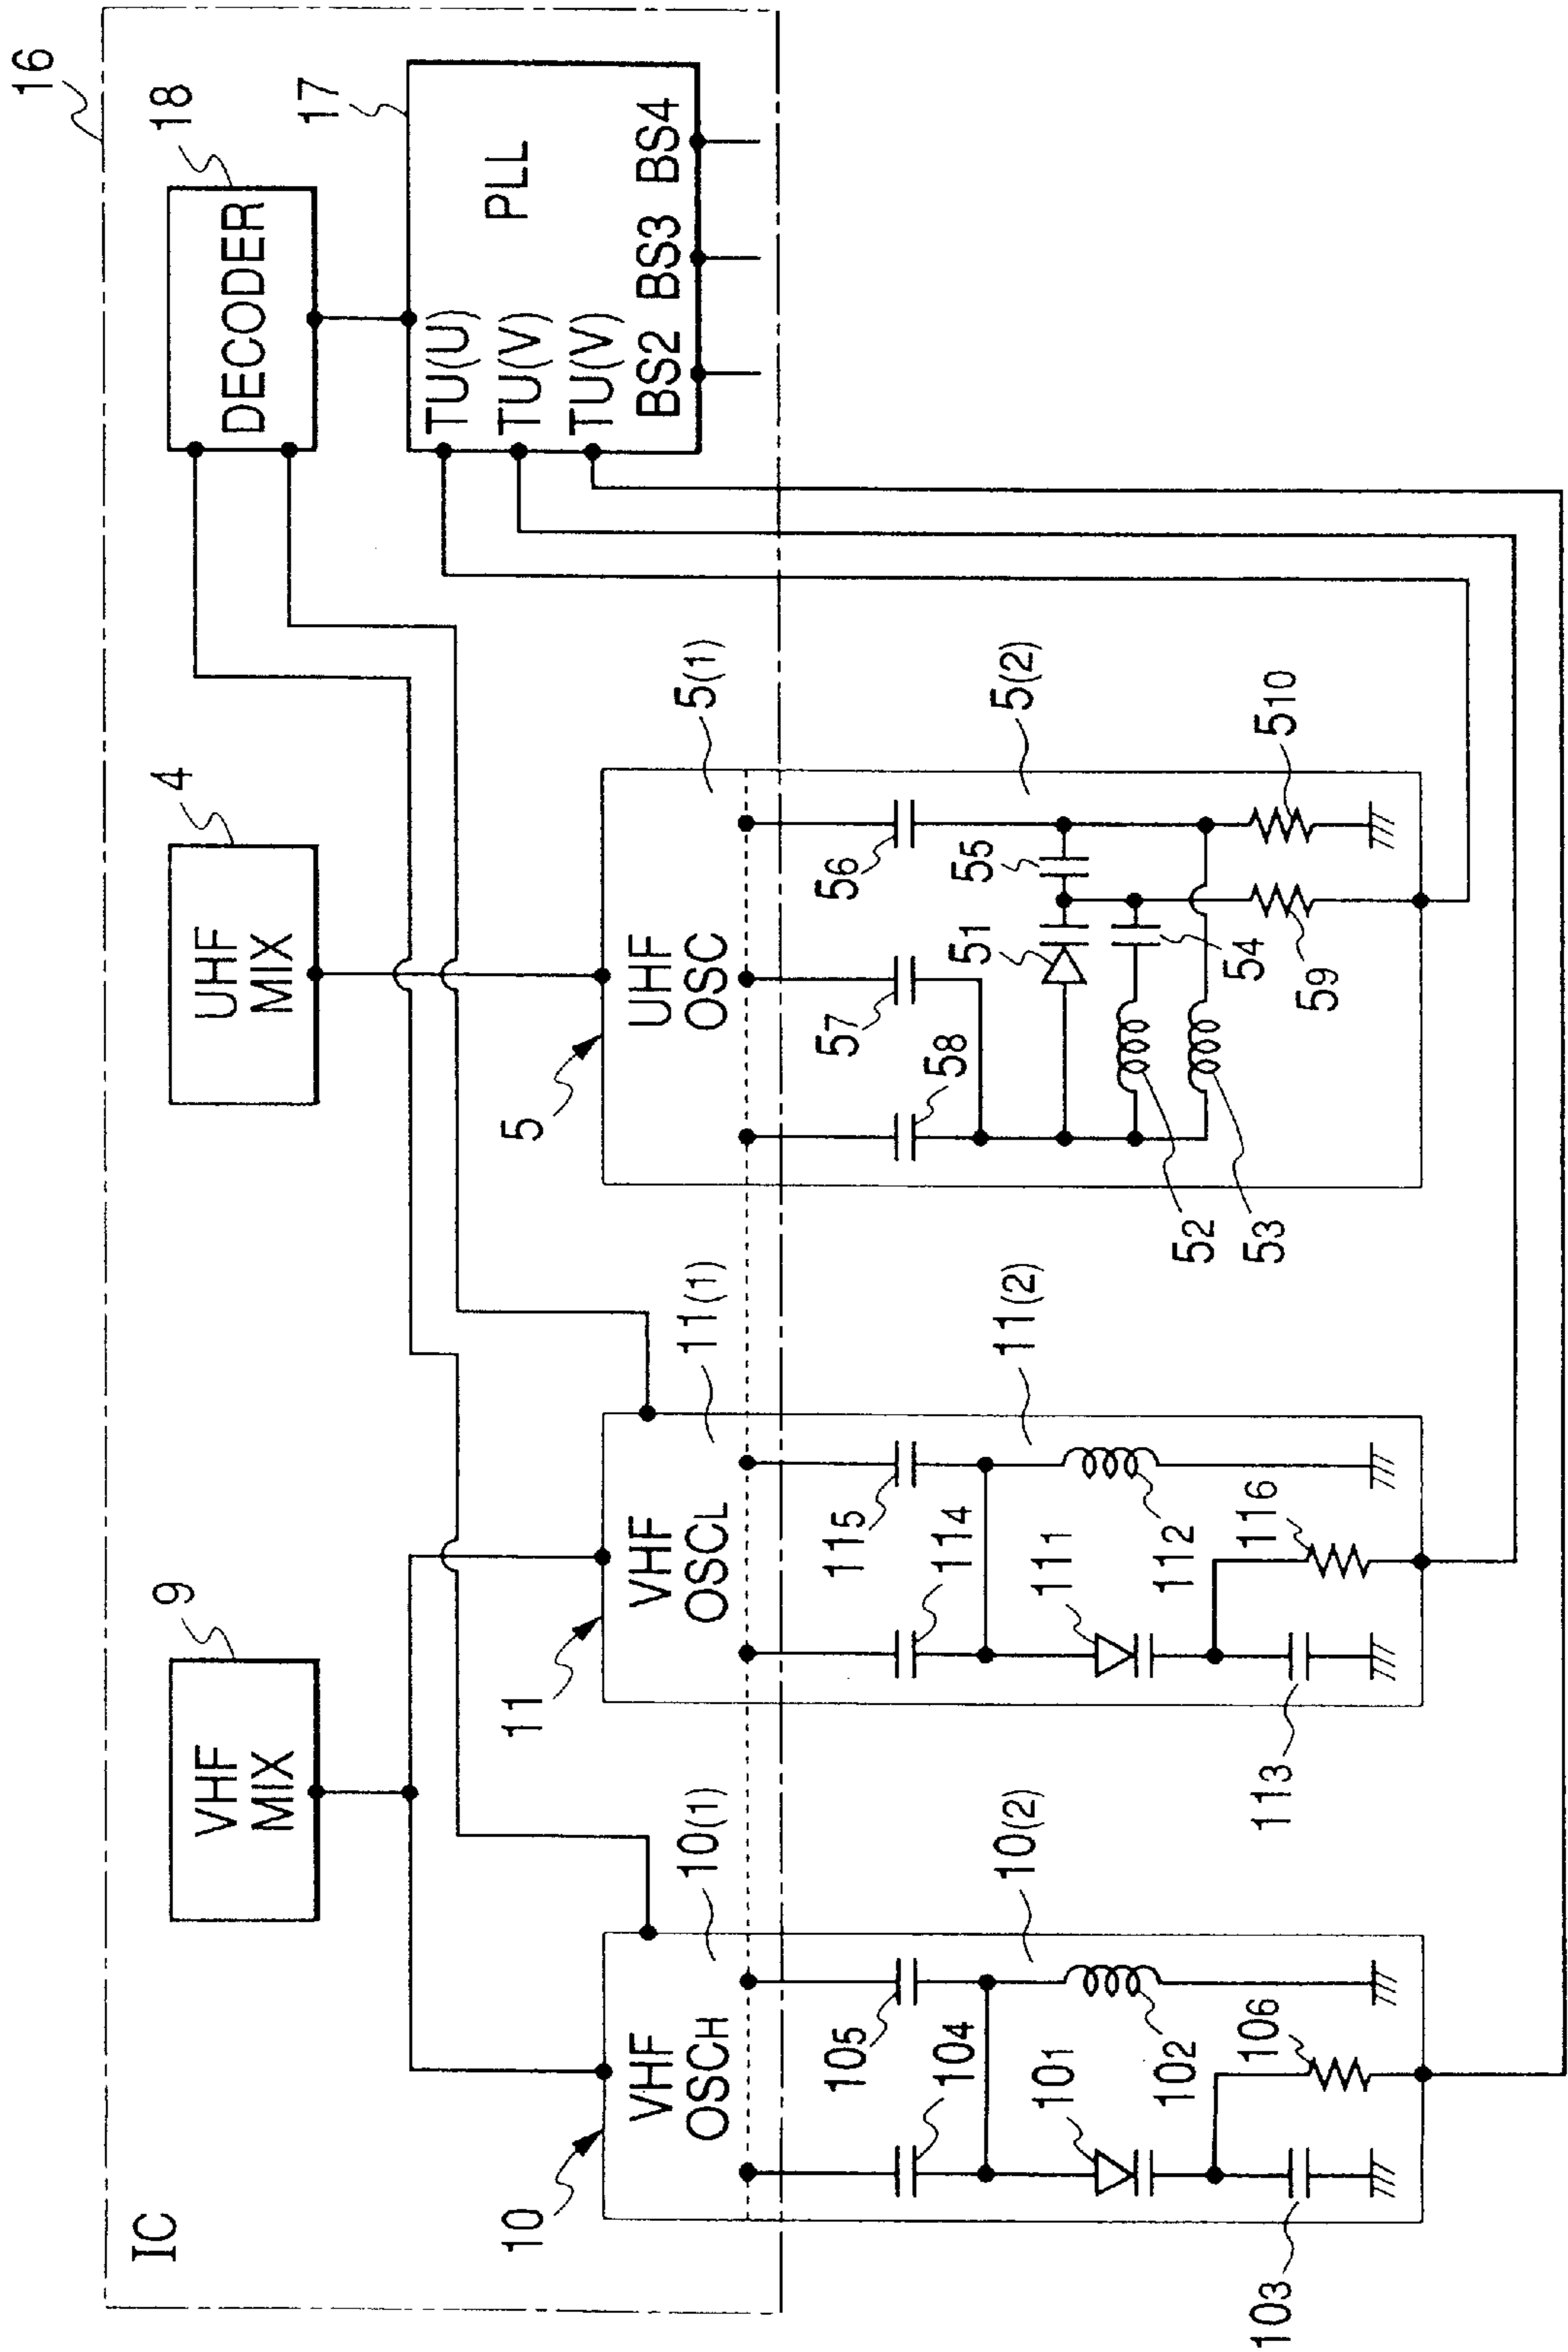 IC
16
VHF
MIX
9
UHF
MIX
4
DECODER
18
PLL
17
TU(U)
TU(V)
TU(V)
BS2 BS3 BS4
10
VHF
OSCH
10(1)
11
VHF
OSCL
11(1)
5
UHF
OSC
5(1)
105
104
10(2)
101
102
106
103
115
114
11(2)
111
112
116
113
58
57
56
5(2)
51
55
54
52
53
59
510